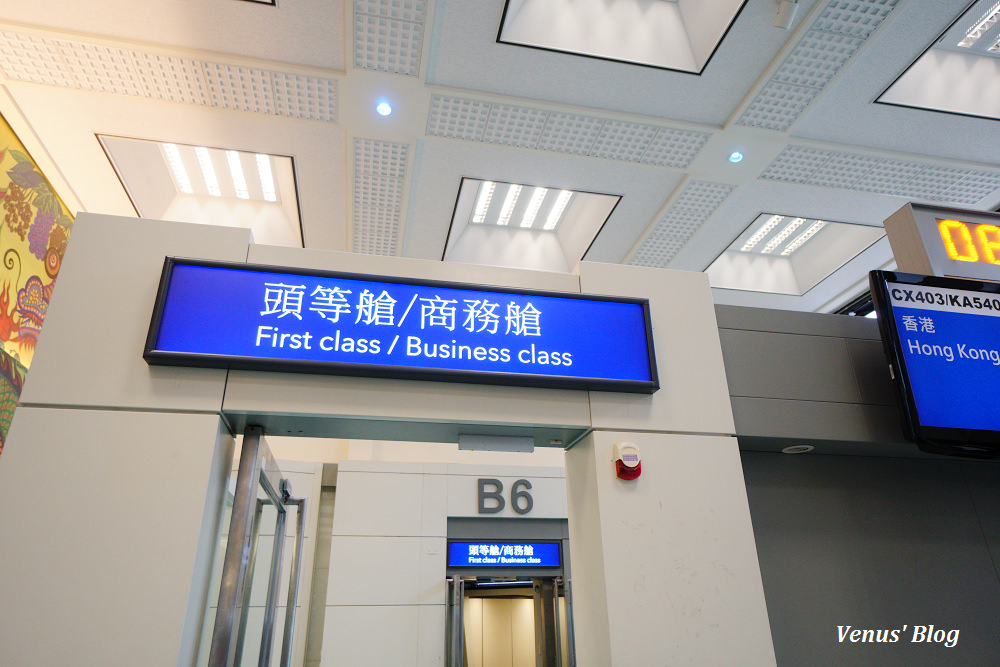 頭等艙/商務艙
First class / Business class
CX403/KA540
香港
Hong Kong
B6
頭等艙/商務艙
First class / Business class
Venus' Blog